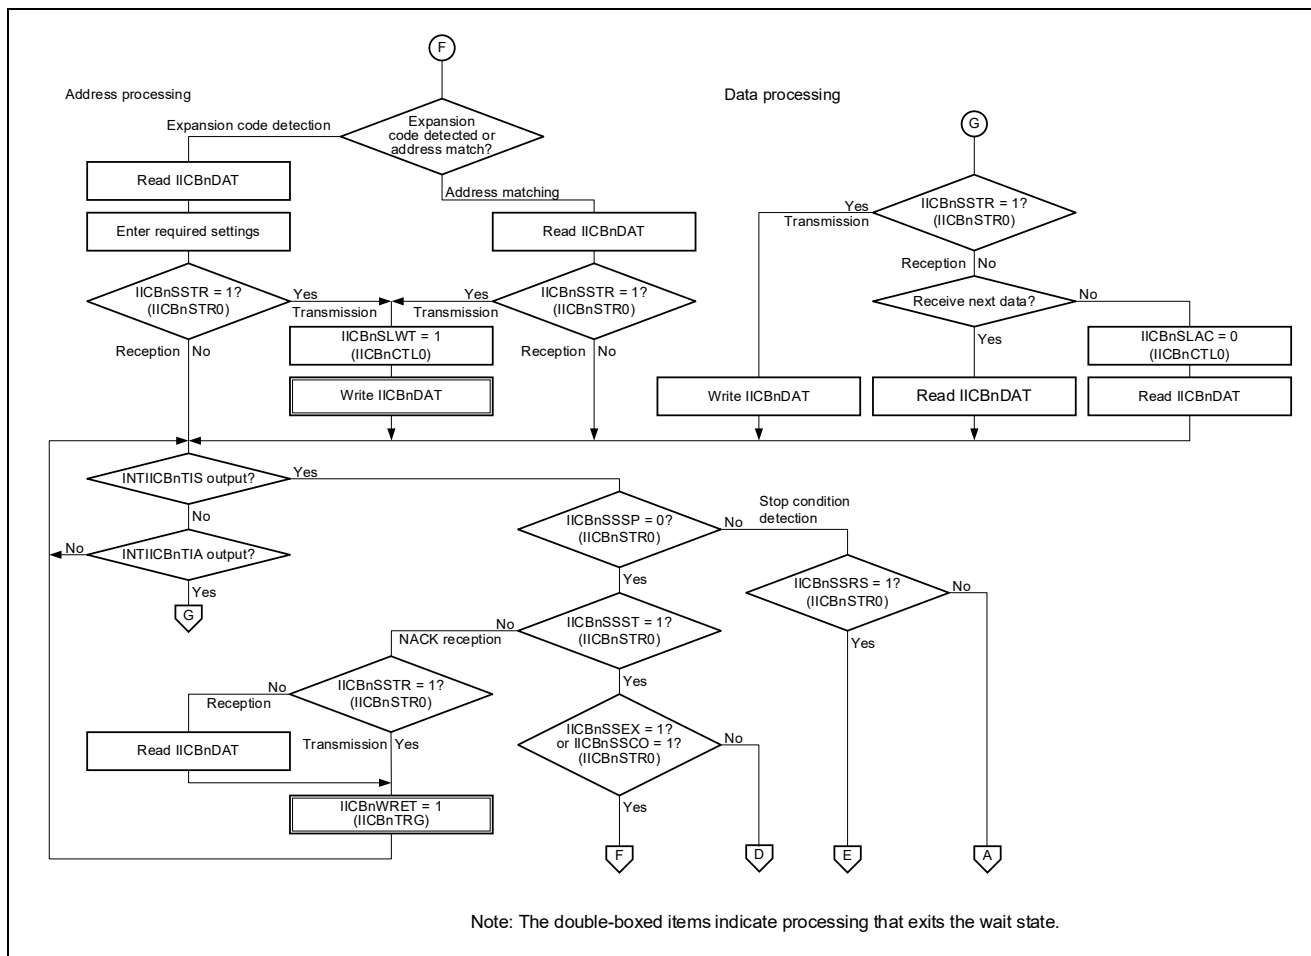 F
Address processing
Data processing
Expansion code detection
Expansion
code detected or
address match?
G
Read IICBnDAT
Address matching
Enter required settings
Read IICBnDAT
Yes
Transmission
IICBnSSTR = 1?
(IICBnSTR0)
Reception
No
IICBnSSTR = 1?
(IICBnSTR0)
Yes
Transmission
Yes
Transmission
IICBnSSTR = 1?
(IICBnSTR0)
Receive next data?
No
Reception
No
IICBnSLWT = 1
(IICBnCTL0)
Reception
No
Yes
IICBnSLAC = 0
(IICBnCTL0)
Write IICBnDAT
Write IICBnDAT
Read IICBnDAT
Read IICBnDAT
INTIICBnTIS output?
Yes
No
Stop condition
detection
IICBnSSSP = 0?
(IICBnSTR0)
No
No
INTIICBnTIA output?
Yes
Yes
IICBnSSRS = 1?
(IICBnSTR0)
No
G
No
NACK reception
IICBnSSST = 1?
(IICBnSTR0)
Yes
No
Reception
IICBnSSTR = 1?
(IICBnSTR0)
Yes
Read IICBnDAT
Transmission
Yes
IICBnSSEX = 1?
or IICBnSSCO = 1?
(IICBnSTR0)
No
IICBnWRET = 1
(IICBnTRG)
Yes
F
D
E
A
Note: The double-boxed items indicate processing that exits the wait state.